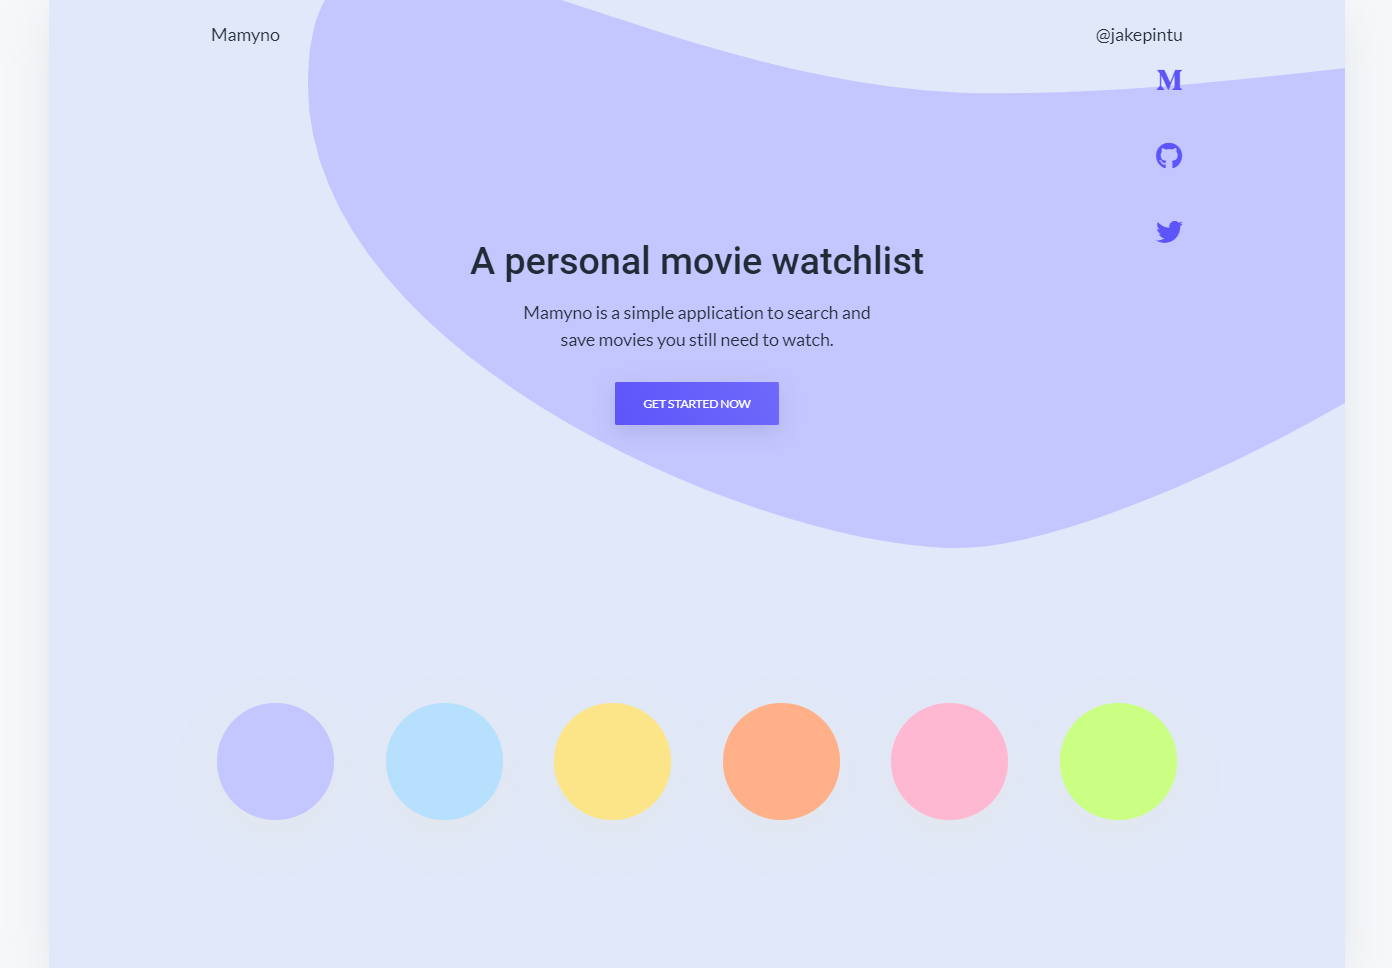 Mamyno
@jakepintu
A personal movie watchlist
Mamyno is a simple application to search and
save movies you still need to watch.
GET STARTED NOW